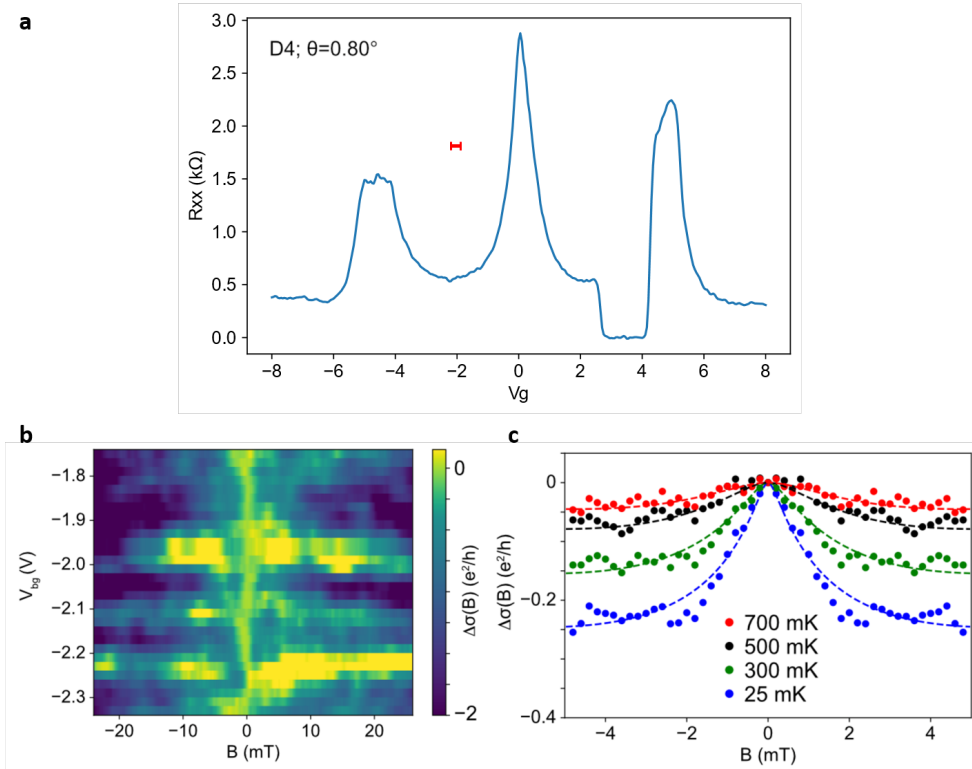 a
D4; θ=0.80°
Rxx (kΩ)
3.0
2.5
2.0
1.5
1.0
0.5
0.0
−8 −6 −4 −2 0 2 4 6 8
Vg
b
V_bg (V)
−1.8
−1.9
−2.0
−2.1
−2.2
−2.3
−20 −10 0 10 20
B (mT)
0
−2
Δσ(B) (e²/h)
c
Δσ(B) (e²/h)
0
−0.2
−0.4
700 mK
500 mK
300 mK
25 mK
−4 −2 0 2 4
B (mT)